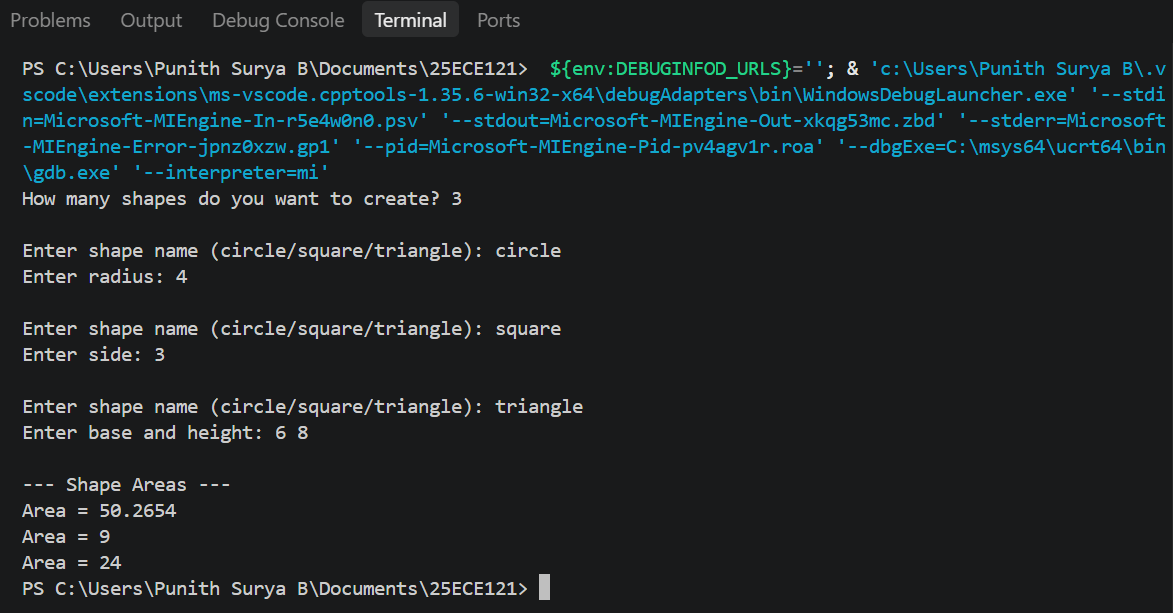 Problems Output Debug Console Terminal Ports
PS C:\Users\Punith Surya B\Documents\25ECE121>  ${env:DEBUGINFOD_URLS}=''; & 'c:\Users\Punith Surya B\.v
scode\extensions\ms-vscode.cpptools-1.35.6-win32-x64\debugAdapters\bin\WindowsDebugLauncher.exe' '--stdi
n=Microsoft-MIEngine-In-r5e4w0n0.psv' '--stdout=Microsoft-MIEngine-Out-xkqg53mc.zbd' '--stderr=Microsoft
-MIEngine-Error-jpnz0xzw.gp1' '--pid=Microsoft-MIEngine-Pid-pv4agv1r.roa' '--dbgExe=C:\msys64\ucrt64\bin
\gdb.exe' '--interpreter=mi'
How many shapes do you want to create? 3
Enter shape name (circle/square/triangle): circle
Enter radius: 4
Enter shape name (circle/square/triangle): square
Enter side: 3
Enter shape name (circle/square/triangle): triangle
Enter base and height: 6 8
--- Shape Areas ---
Area = 50.2654
Area = 9
Area = 24
PS C:\Users\Punith Surya B\Documents\25ECE121>